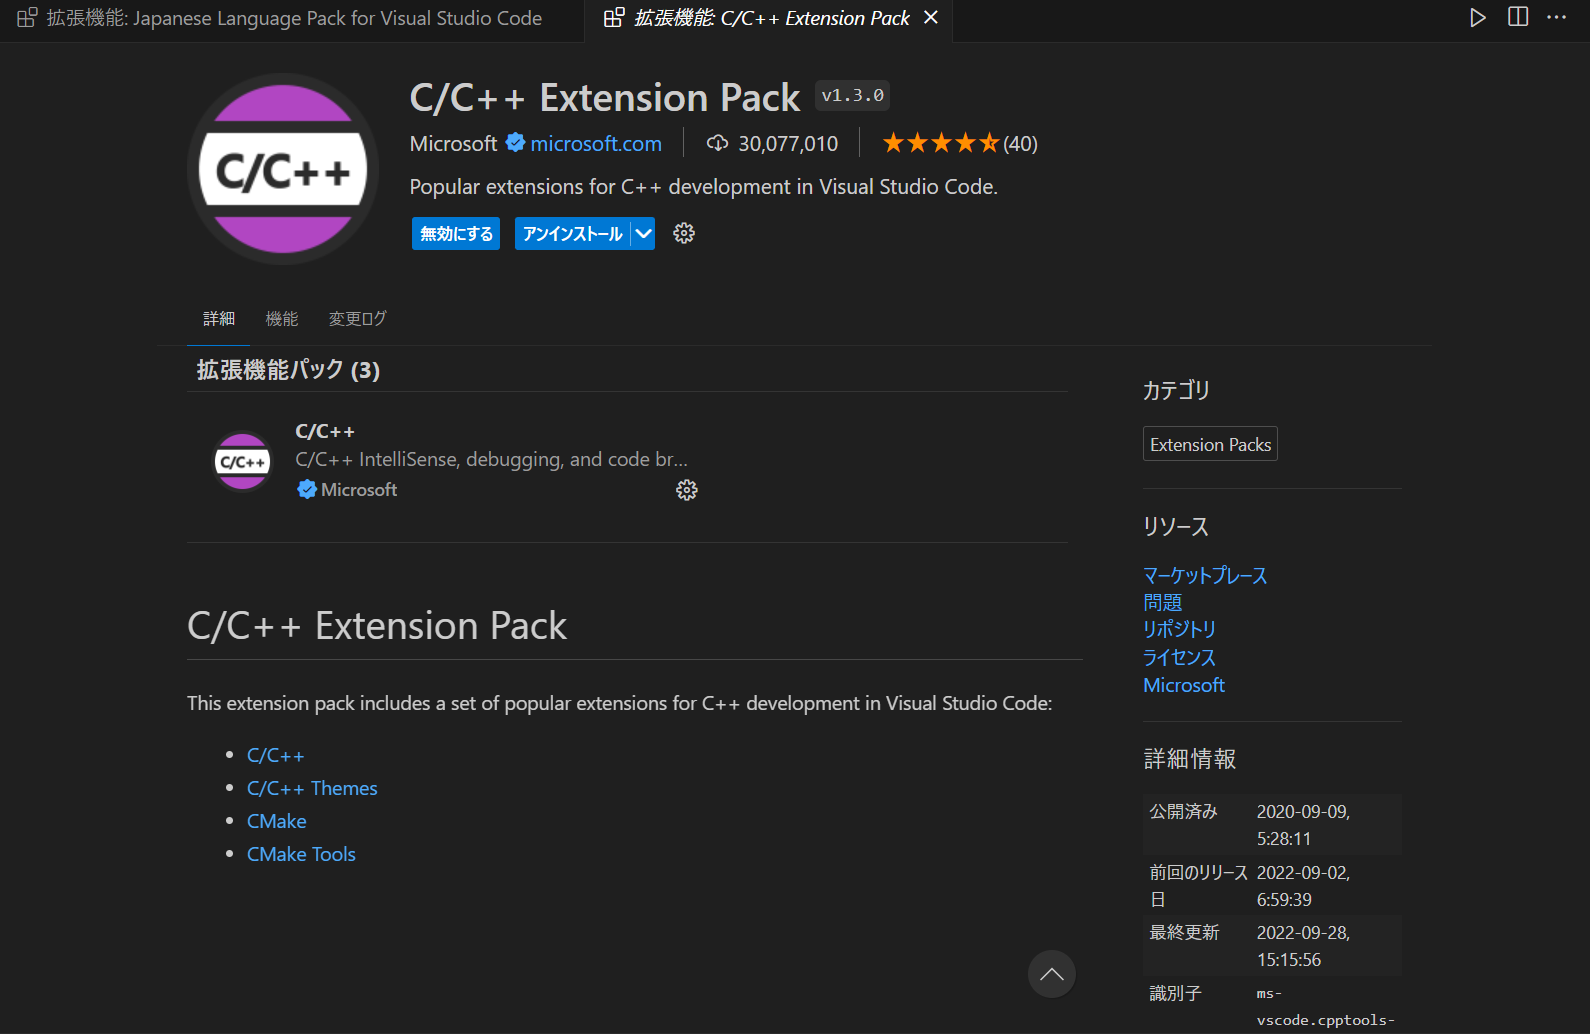 拡張機能: Japanese Language Pack for Visual Studio Code
拡張機能: C/C++ Extension Pack
C/C++
C/C++ Extension Pack v1.3.0
Microsoft microsoft.com 30,077,010 (40)
Popular extensions for C++ development in Visual Studio Code.
無効にする アンインストール
詳細 機能 変更ログ
拡張機能パック (3)
C/C++
C/C++
C/C++ IntelliSense, debugging, and code br...
Microsoft
C/C++ Extension Pack
This extension pack includes a set of popular extensions for C++ development in Visual Studio Code:
C/C++
C/C++ Themes
CMake
CMake Tools
カテゴリ
Extension Packs
リソース
マーケットプレース
問題
リポジトリ
ライセンス
Microsoft
詳細情報
公開済み 2020-09-09,
5:28:11
前回のリリース 2022-09-02,
日 6:59:39
最終更新 2022-09-28,
15:15:56
識別子 ms-
vscode.cpptools-